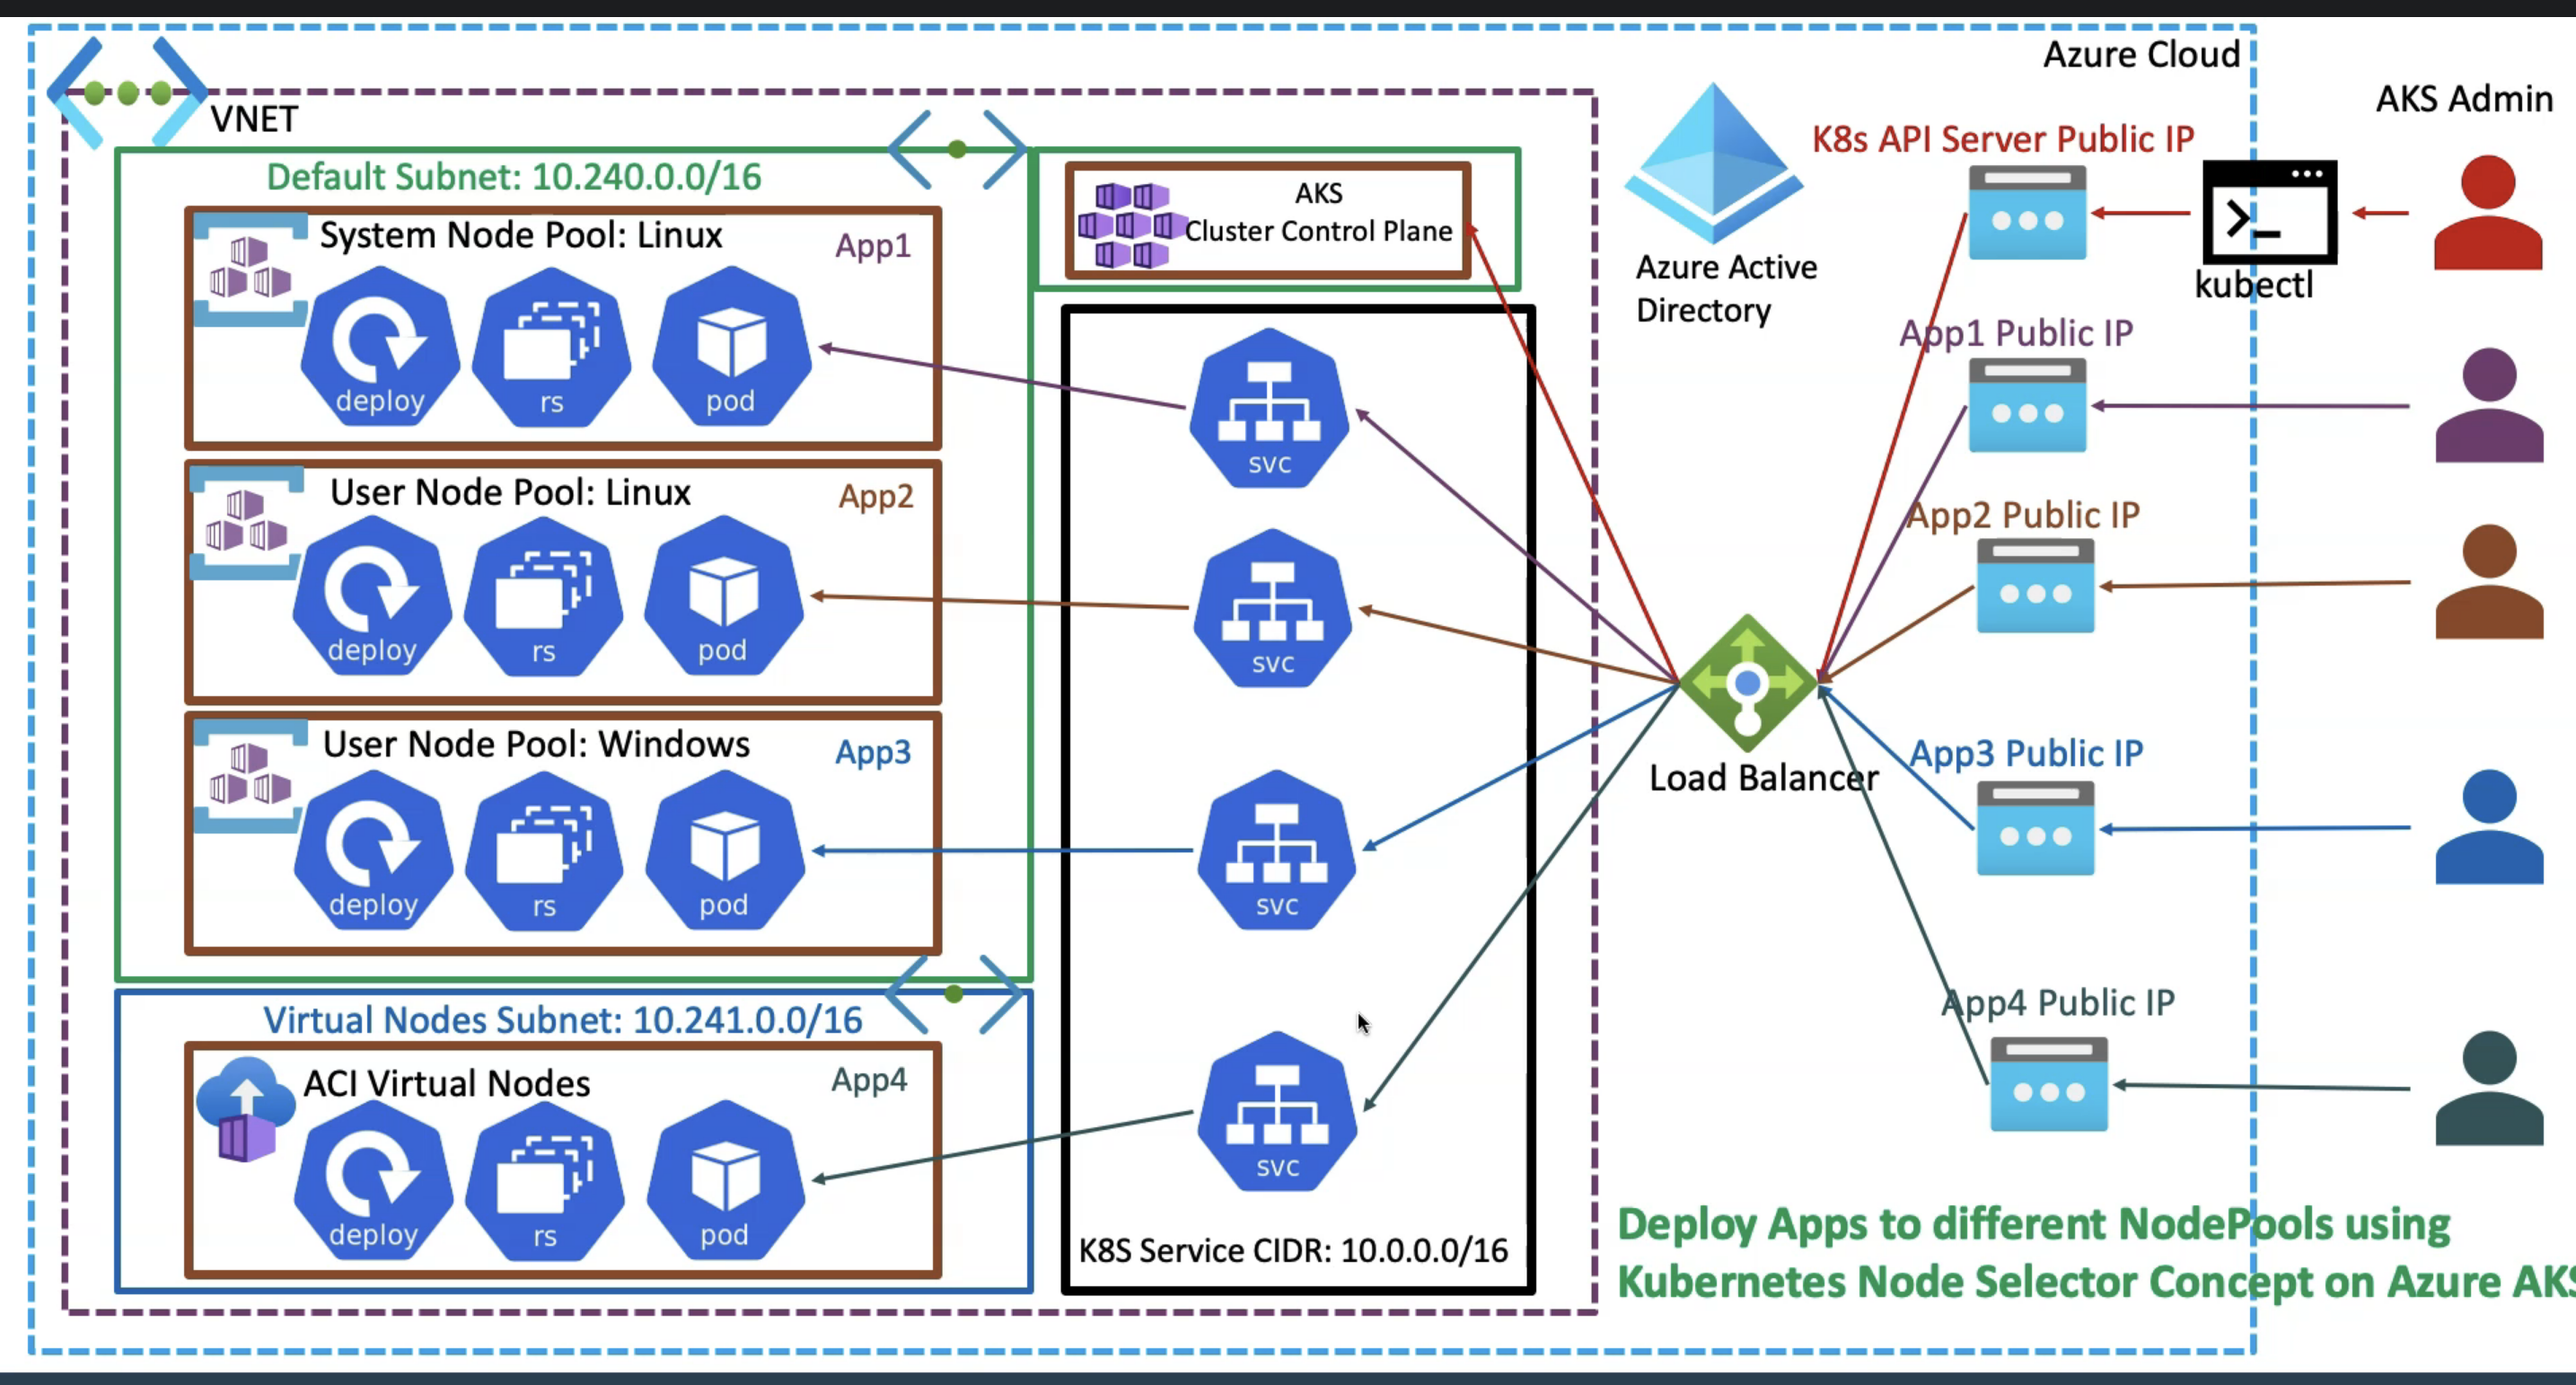 Azure Cloud
AKS Admin
VNET
K8s API Server Public IP
Default Subnet: 10.240.0.0/16
AKS
Cluster Control Plane
System Node Pool: Linux
App1
Azure Active
Directory
kubectl
deploy
rs
pod
svc
App1 Public IP
User Node Pool: Linux
App2
App2 Public IP
deploy
rs
pod
svc
User Node Pool: Windows
App3
Load Balancer
App3 Public IP
deploy
rs
pod
svc
Virtual Nodes Subnet: 10.241.0.0/16
App4 Public IP
ACI Virtual Nodes
App4
deploy
rs
pod
svc
K8S Service CIDR: 10.0.0.0/16
Deploy Apps to different NodePools using
Kubernetes Node Selector Concept on Azure AKS